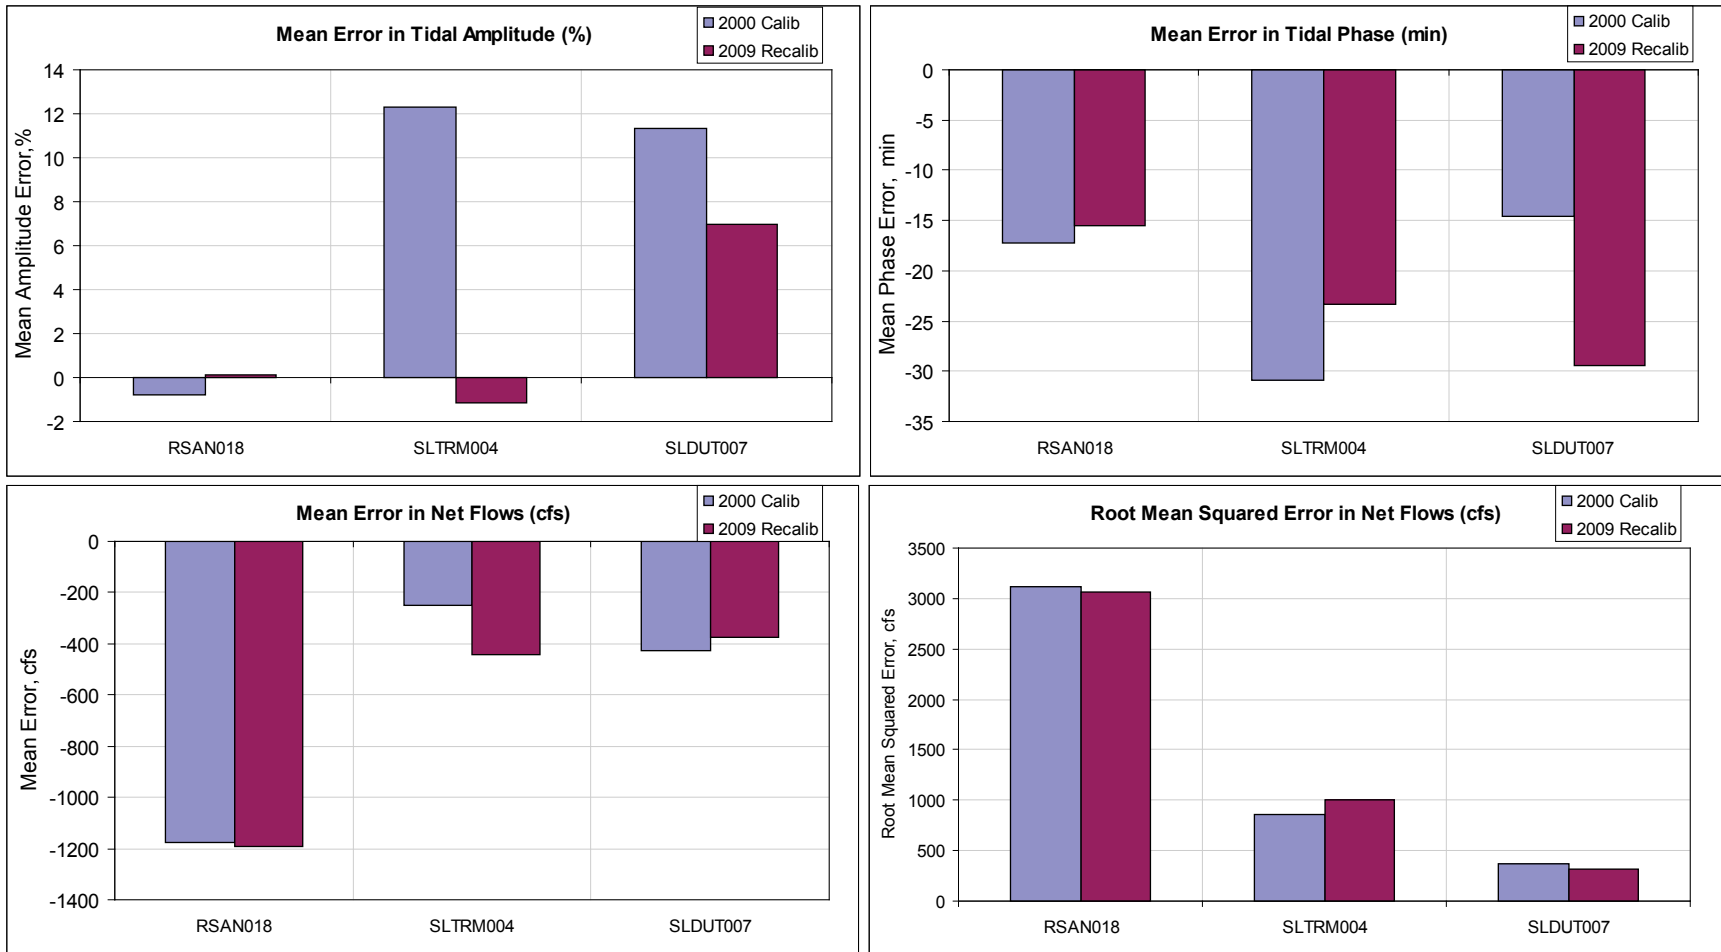 Mean Error in Tidal Amplitude (%)
2000 Calib
2009 Recalib
Mean Amplitude Error,%
14
12
10
8
6
4
2
0
-2
RSAN018 SLTRM004 SLDUT007
Mean Error in Tidal Phase (min)
2000 Calib
2009 Recalib
Mean Phase Error, min
0
-5
-10
-15
-20
-25
-30
-35
RSAN018 SLTRM004 SLDUT007
Mean Error in Net Flows (cfs)
2000 Calib
2009 Recalib
Mean Error, cfs
0
-200
-400
-600
-800
-1000
-1200
-1400
RSAN018 SLTRM004 SLDUT007
Root Mean Squared Error in Net Flows (cfs)
2000 Calib
2009 Recalib
Root Mean Squared Error, cfs
3500
3000
2500
2000
1500
1000
500
0
RSAN018 SLTRM004 SLDUT007